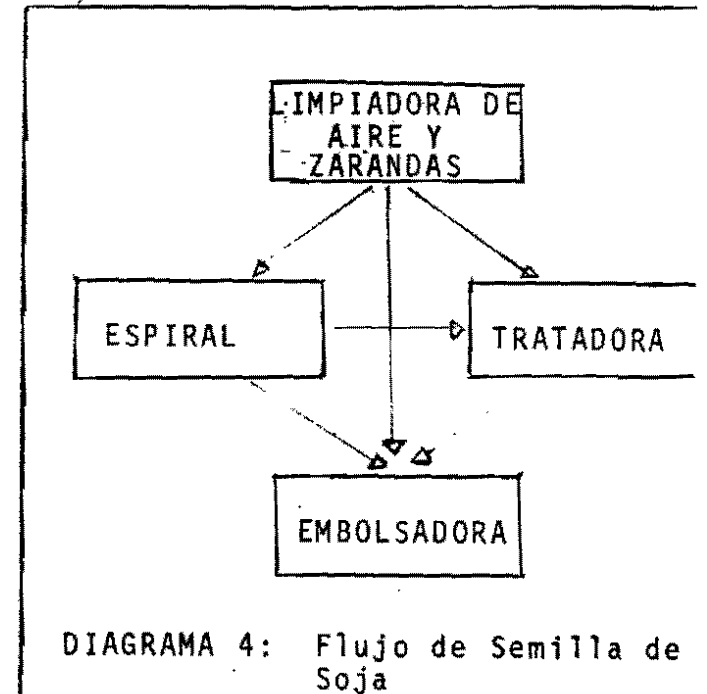 LIMPIADORA DE
AIRE Y
ZARANDAS
ESPIRAL
TRATADORA
EMBOLSADORA
DIAGRAMA 4: Flujo de Semilla de
Soja